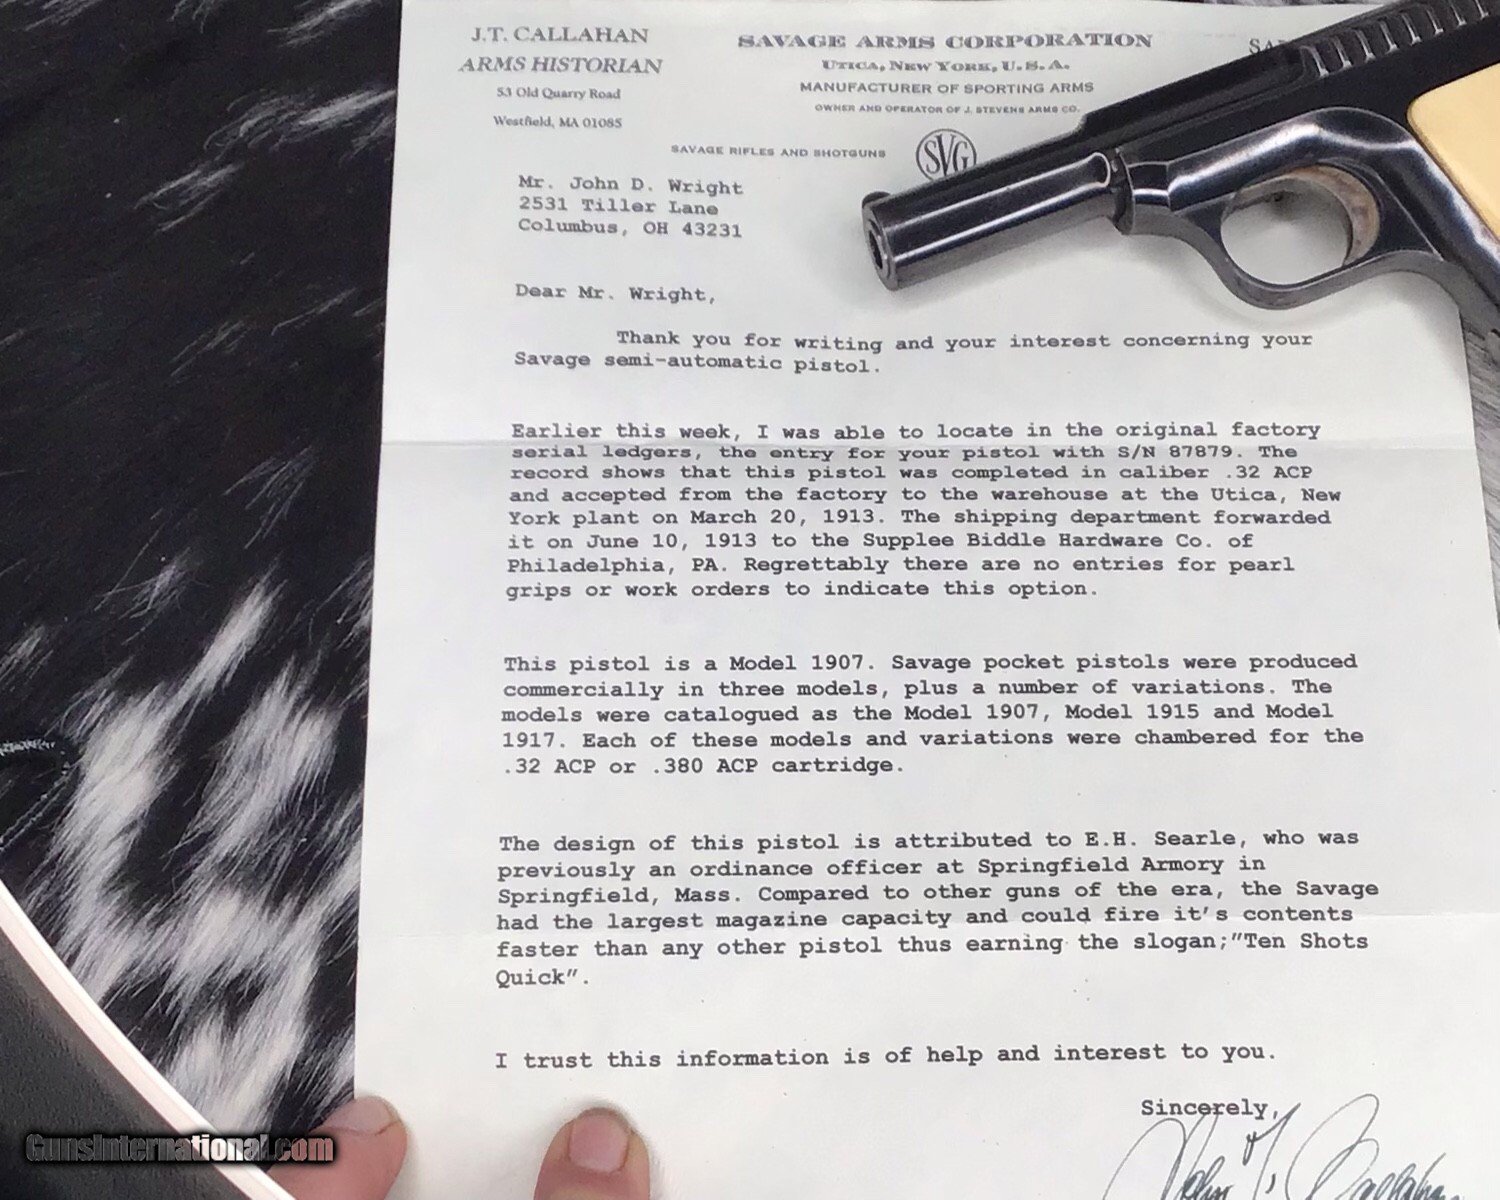 J.T. CALLAHAN
ARMS HISTORIAN
53 Old Quarry Road
Westfield, MA 01085
SAVAGE ARMS CORPORATION
UTICA, NEW YORK, U.S.A.
MANUFACTURER OF SPORTING ARMS
OWNER AND OPERATOR OF J. STEVENS ARMS CO.
SAVAGE RIFLES AND SHOTGUNS
SVG
Mr. John D. Wright
2531 Tiller Lane
Columbus, OH 43231
Dear Mr. Wright,
Thank you for writing and your interest concerning your
Savage semi-automatic pistol.
Earlier this week, I was able to locate in the original factory
serial ledgers, the entry for your pistol with S/N 87879. The
record shows that this pistol was completed in caliber .32 ACP
and accepted from the factory to the warehouse at the Utica, New
York plant on March 20, 1913. The shipping department forwarded
it on June 10, 1913 to the Supplee Biddle Hardware Co. of
Philadelphia, PA. Regrettably there are no entries for pearl
grips or work orders to indicate this option.
This pistol is a Model 1907. Savage pocket pistols were produced
commercially in three models, plus a number of variations. The
models were catalogued as the Model 1907, Model 1915 and Model
1917. Each of these models and variations were chambered for the
.32 ACP or .380 ACP cartridge.
The design of this pistol is attributed to E.H. Searle, who was
previously an ordinance officer at Springfield Armory in
Springfield, Mass. Compared to other guns of the era, the Savage
had the largest magazine capacity and could fire it's contents
faster than any other pistol thus earning the slogan;"Ten Shots
Quick".
I trust this information is of help and interest to you.
Sincerely,
John T. Callahan
GunsInternational.com